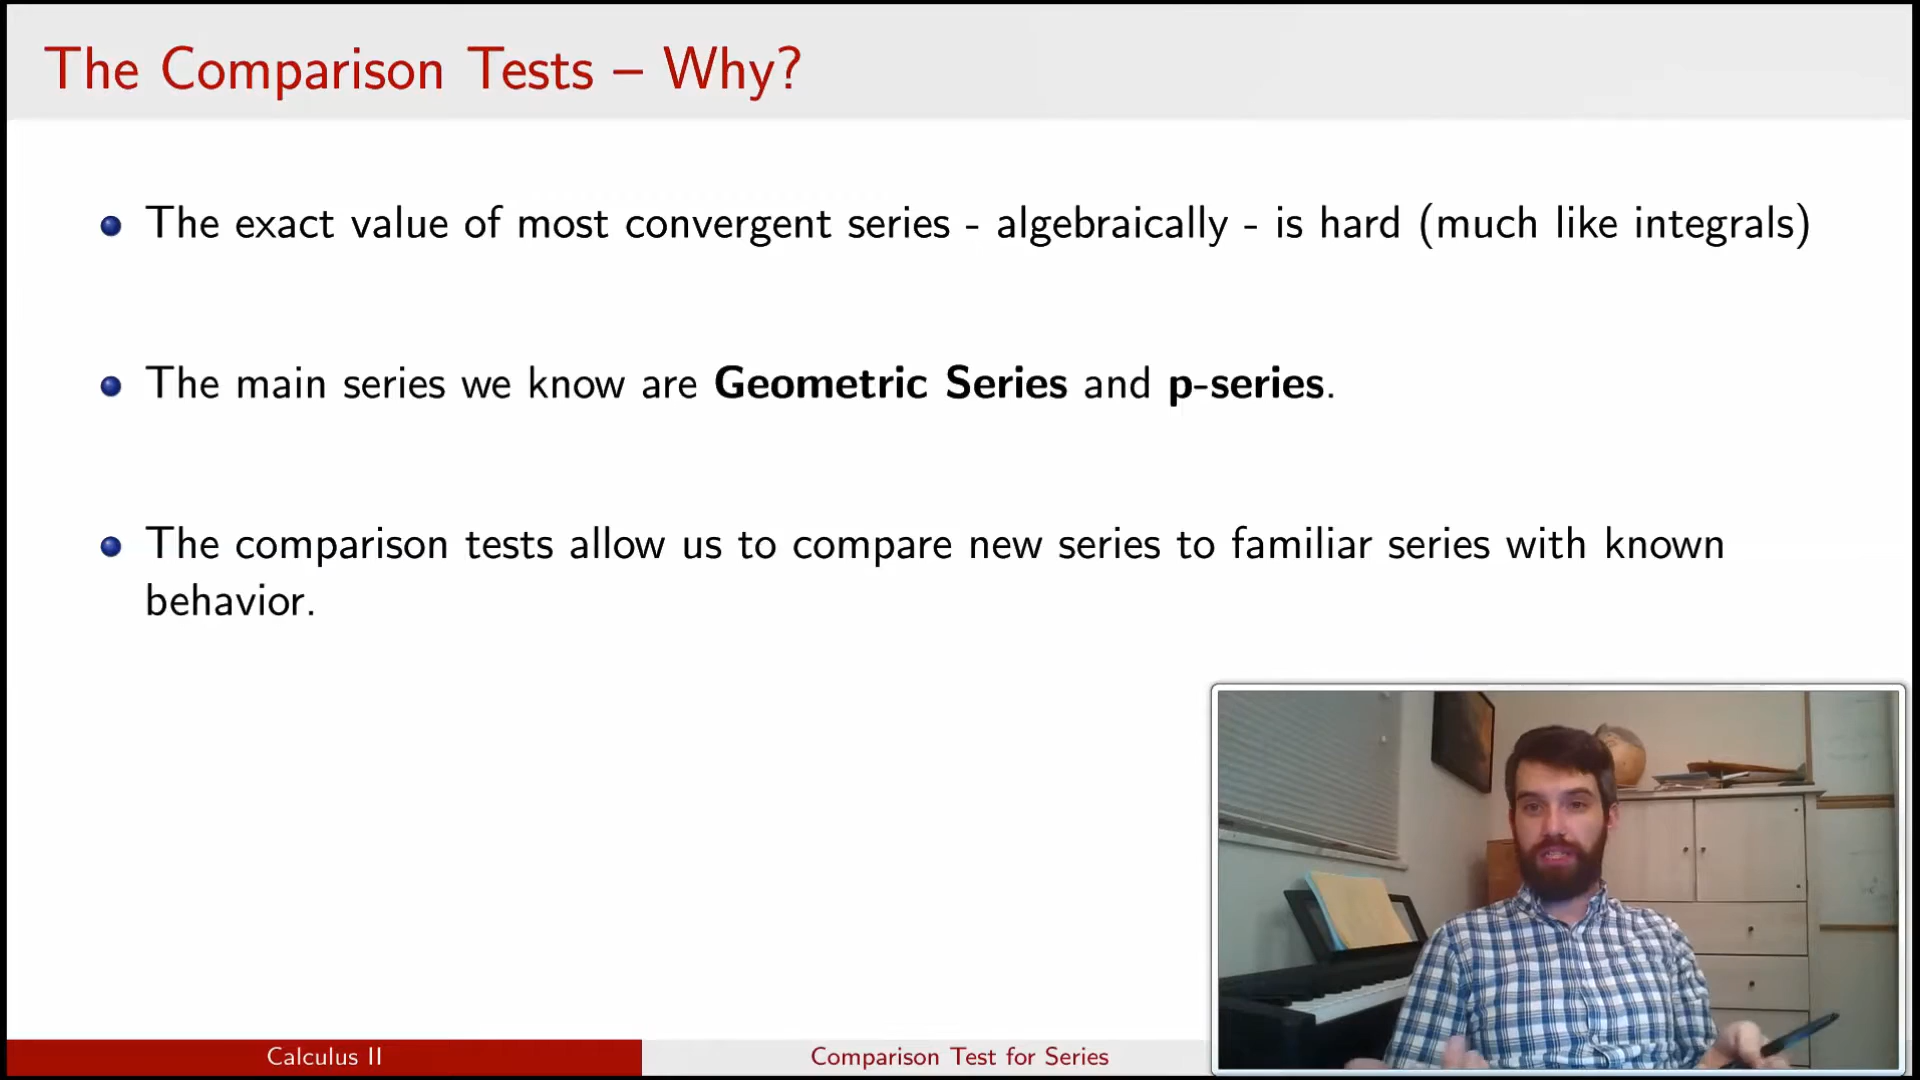 The Comparison Tests – Why?
The exact value of most convergent series - algebraically - is hard (much like integrals)
The main series we know are Geometric Series and p-series.
The comparison tests allow us to compare new series to familiar series with known
behavior.
Calculus II
Comparison Test for Series